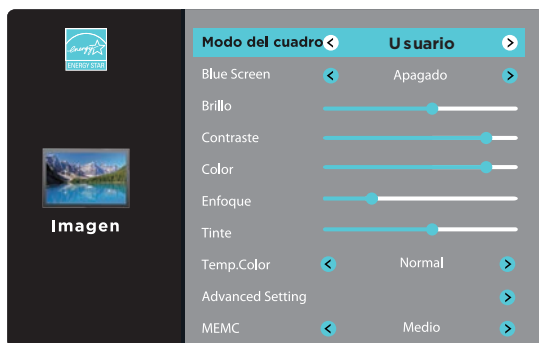 energy
ENERGY STAR
Imagen
Modo del cuadro Usuario
Blue Screen Apagado
Brillo
Contraste
Color
Enfoque
Tinte
Temp.Color Normal
Advanced Setting
MEMC Medio